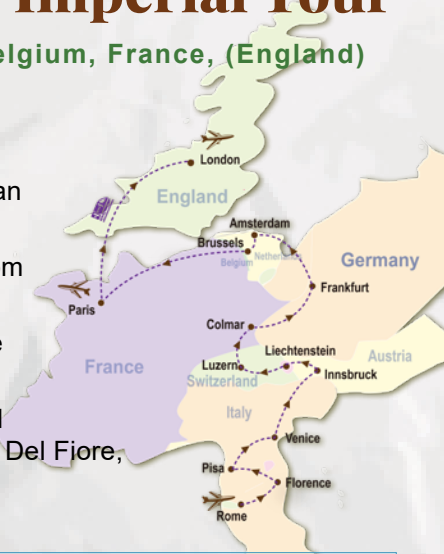 Imperial Tour
elgium, France, (England)
an
om
e
l
Del Fiore,
London
England
Amsterdam
Brussels
Belgium
Germany
Frankfurt
Paris
Colmar
Liechtenstein
Luzern
Austria
Switzerland
Innsbruck
France
Italy
Venice
Pisa
Florence
Rome